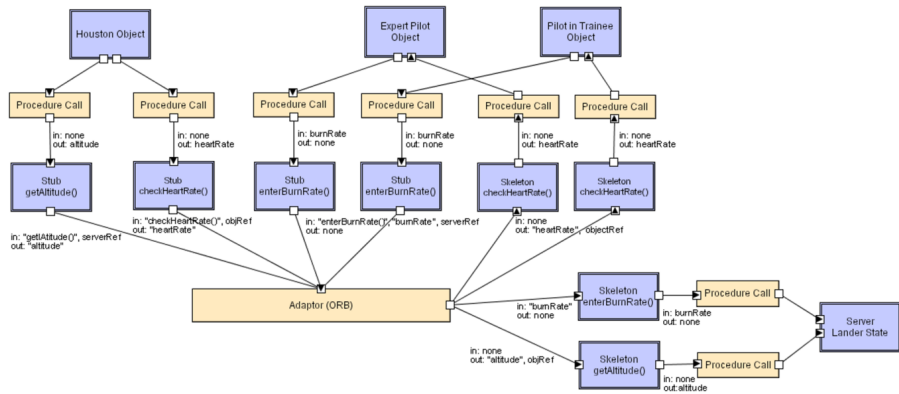 Houston Object
Expert Pilot
Object
Pilot in Trainee
Object
Procedure Call
Procedure Call
Procedure Call
Procedure Call
Procedure Call
Procedure Call
in: none
out: altitude
in: none
out: heartRate
in: burnRate
out: none
in: burnRate
out: none
in: none
out: heartRate
in: none
out: heartRate
Stub
getAltitude()
Stub
checkHeartRate()
Stub
enterBurnRate()
Stub
enterBurnRate()
Skeleton
checkHeartRate()
Skeleton
checkHeartRate()
in: "getlAtitude()", serverRef
out: "altitude"
in: "checkHeartRate()", objRef
out: "heartRate"
in: "enterBurnRate()", "burnRate", serverRef
out: none
in: none
out: "heartRate", objectRef
Adaptor (ORB)
in: "burnRate"
out: none
Skeleton
enterBurnRate()
Procedure Call
in: burnRate
out: none
Server
Lander State
in: none
out: "altitude", objRef
Skeleton
getAltitude()
Procedure Call
in: none
out:altitude